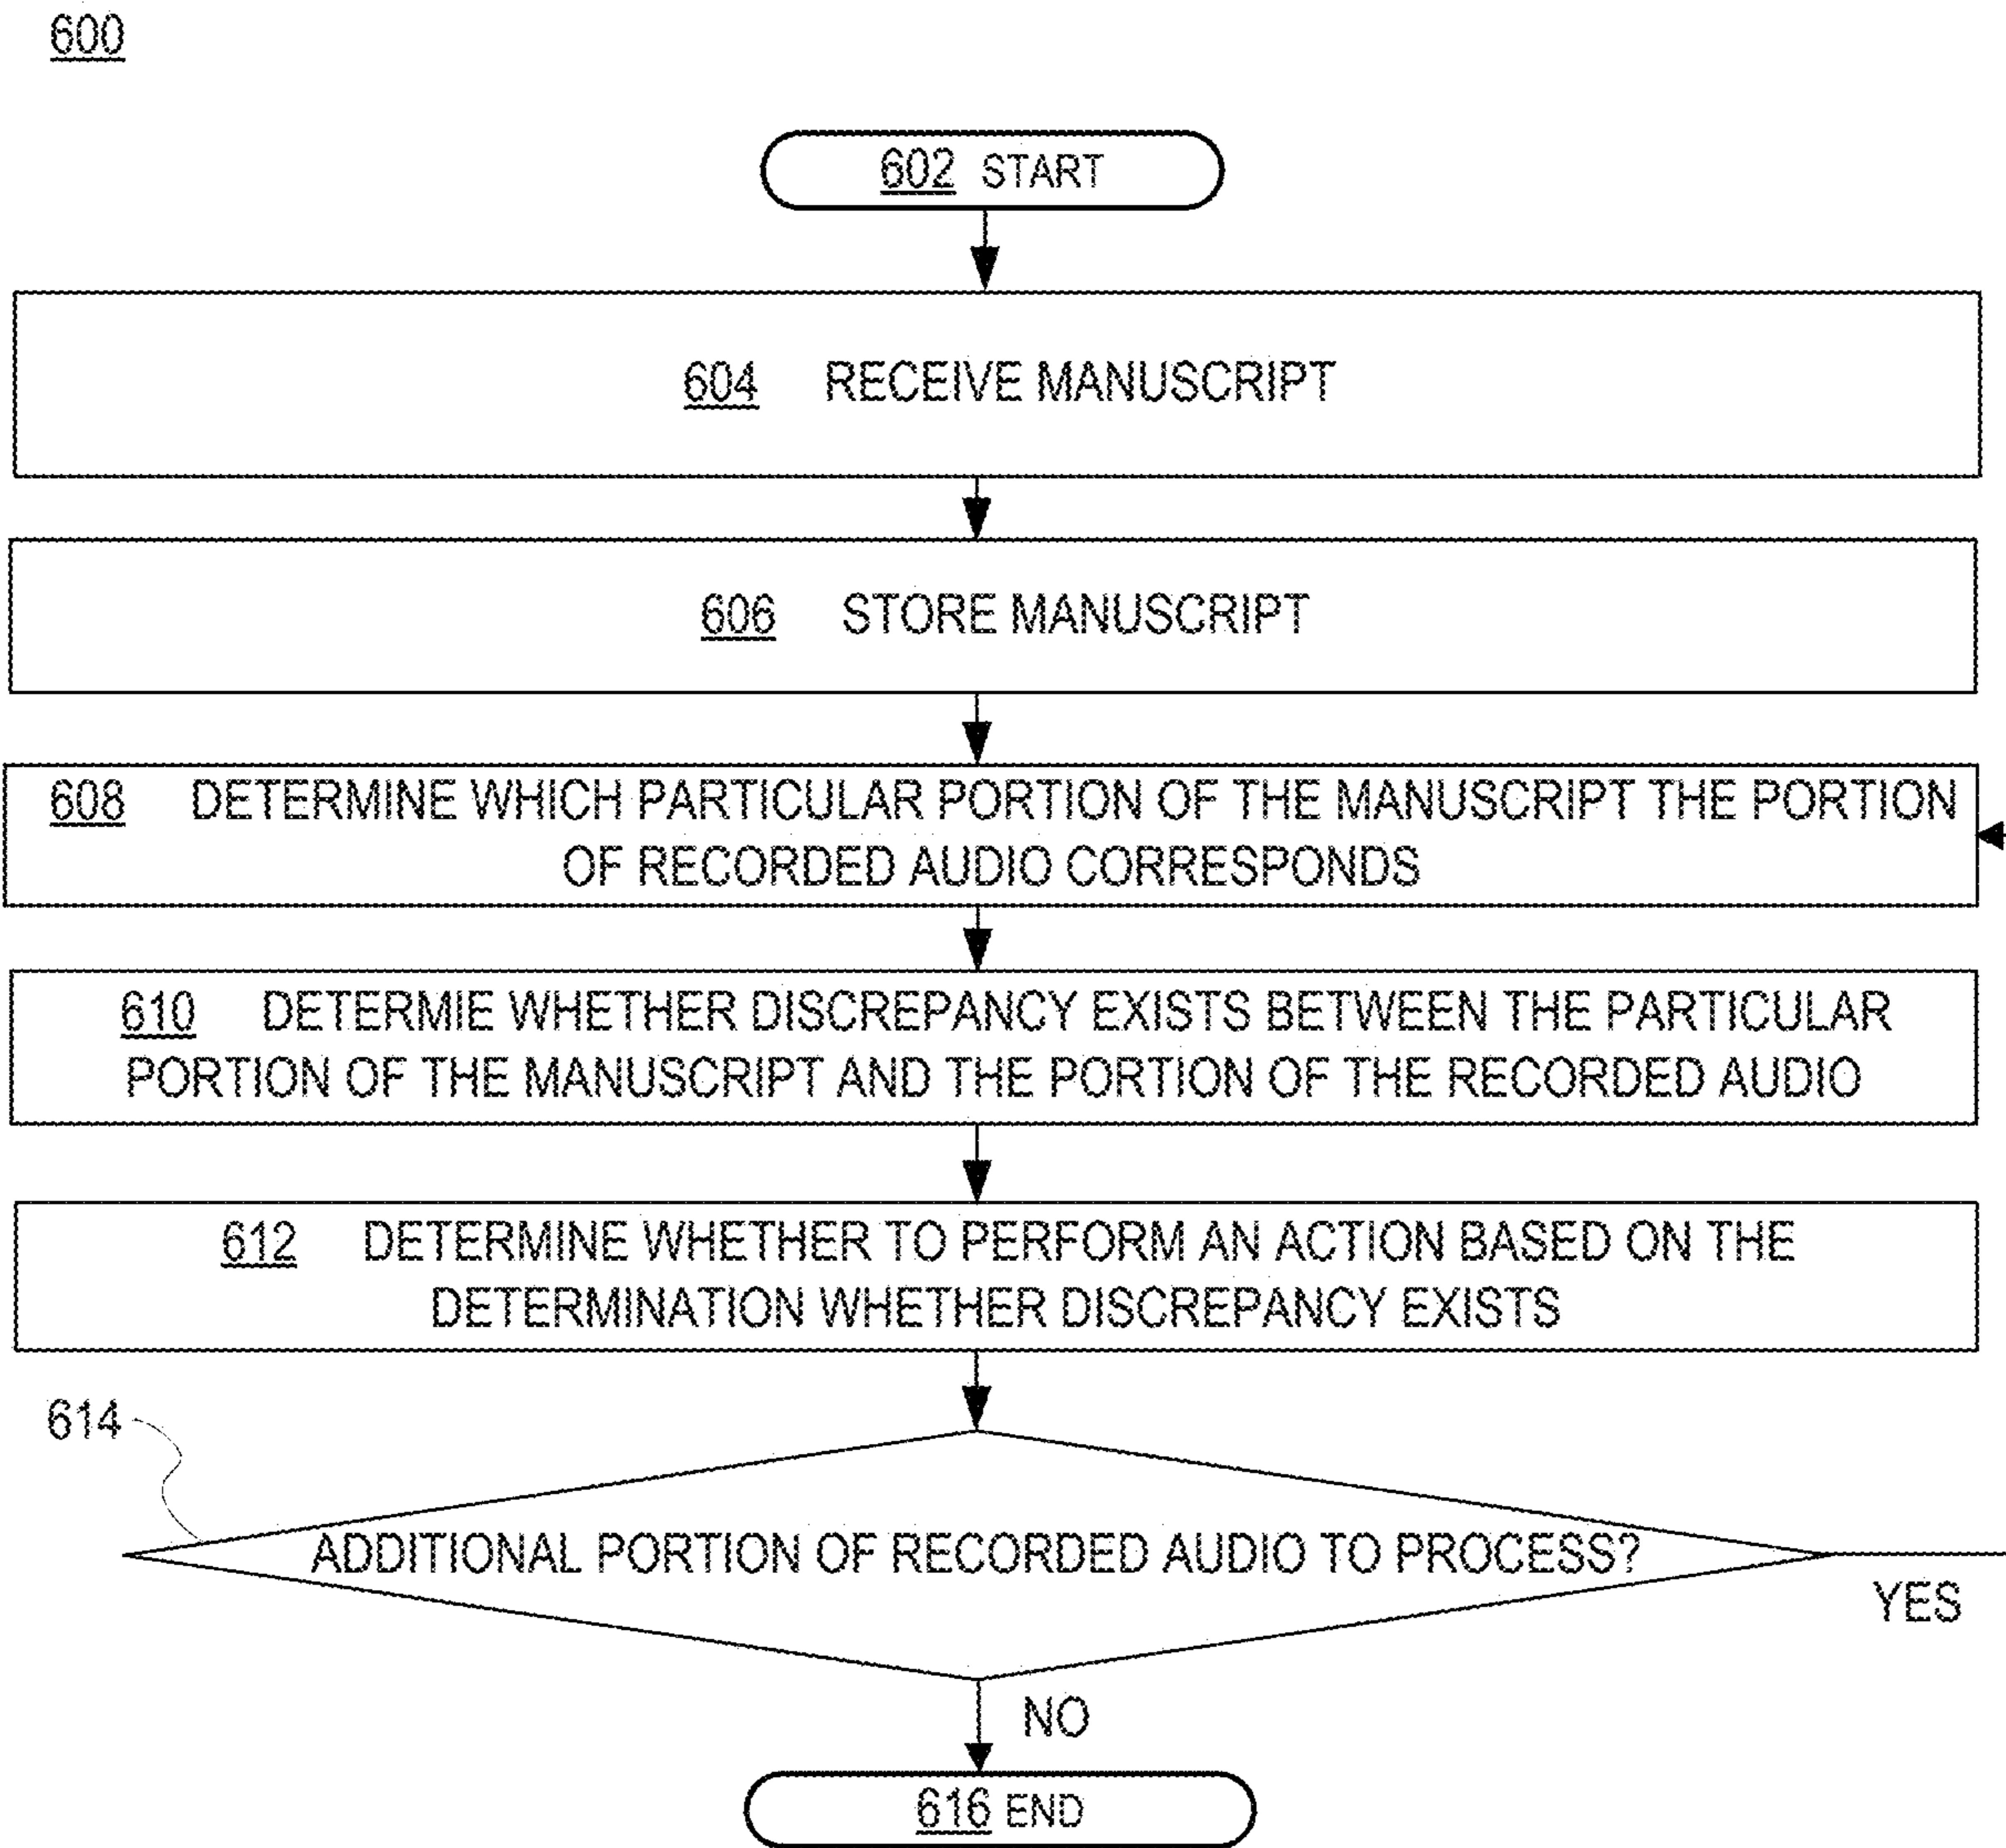 600
602 START
604 RECEIVE MANUSCRIPT
606 STORE MANUSCRIPT
608 DETERMINE WHICH PARTICULAR PORTION OF THE MANUSCRIPT THE PORTION
OF RECORDED AUDIO CORRESPONDS
610 DETERMIE WHETHER DISCREPANCY EXISTS BETWEEN THE PARTICULAR
PORTION OF THE MANUSCRIPT AND THE PORTION OF THE RECORDED AUDIO
612 DETERMINE WHETHER TO PERFORM AN ACTION BASED ON THE
DETERMINATION WHETHER DISCREPANCY EXISTS
614
ADDITIONAL PORTION OF RECORDED AUDIO TO PROCESS?
YES
NO
616 END